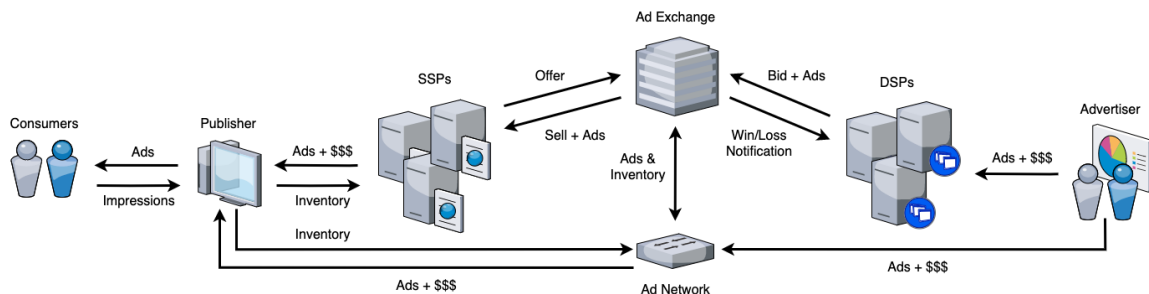 Ad Exchange
SSPs
Offer
Bid + Ads
DSPs
Consumers
Publisher
Advertiser
Ads
Ads + $$$
Sell + Ads
Win/Loss
Notification
Ads &
Inventory
Ads + $$$
Impressions
Inventory
Inventory
Ads + $$$
Ads + $$$
Ad Network